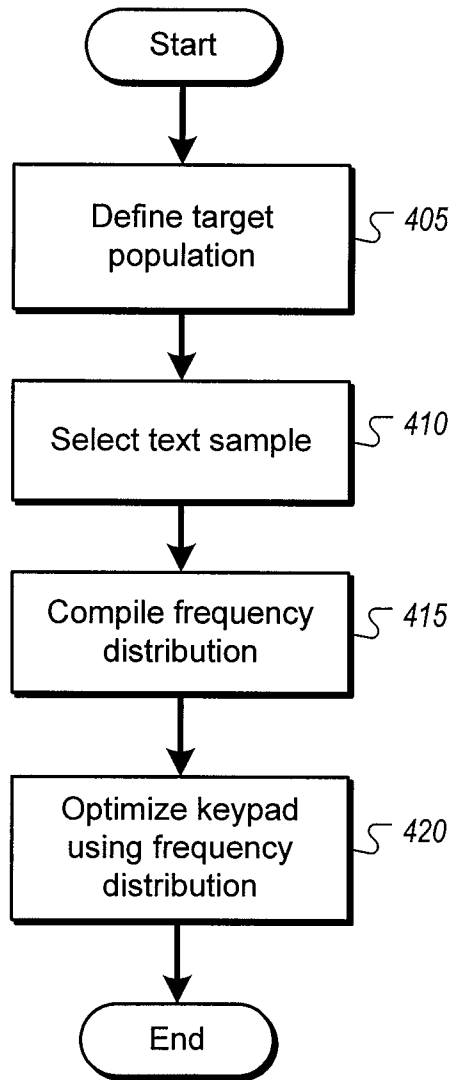 Start
Define target
population
405
Select text sample
410
Compile frequency
distribution
415
Optimize keypad
using frequency
distribution
420
End